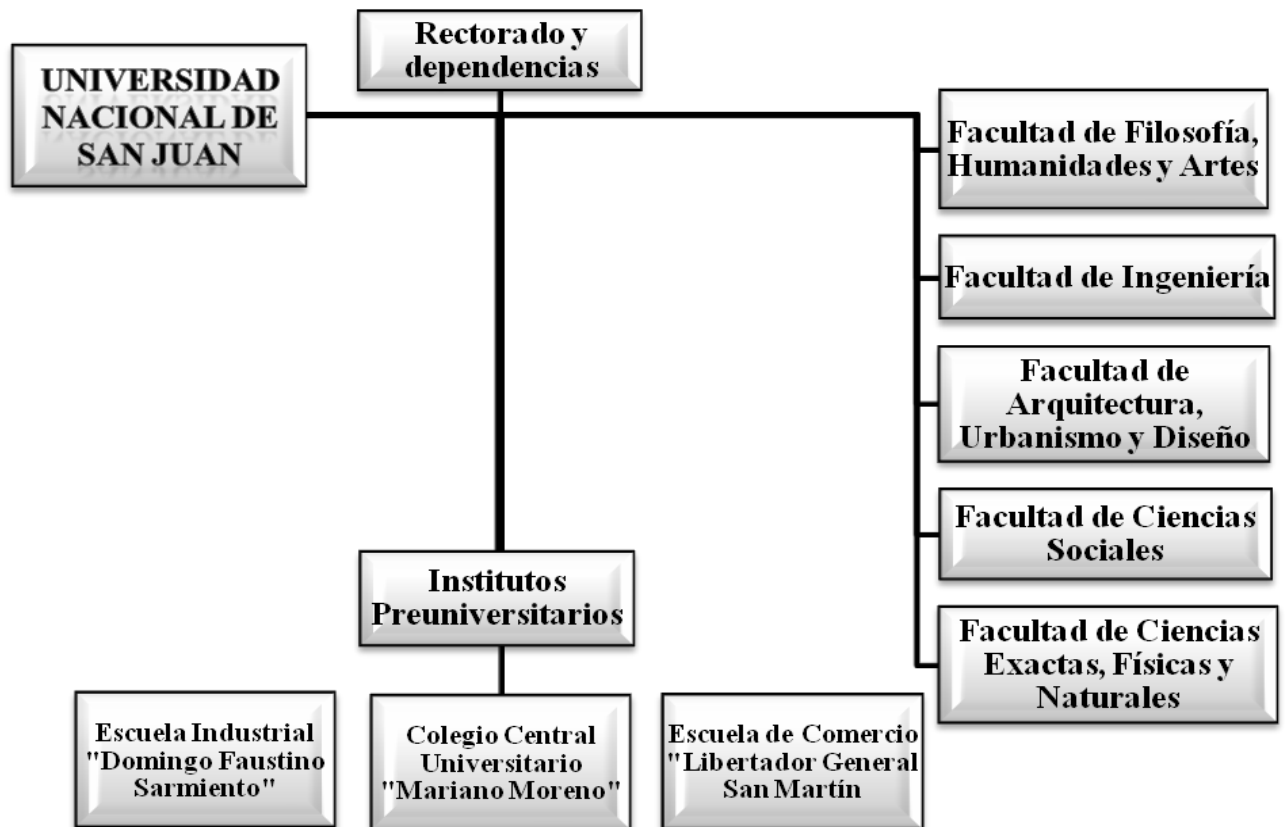 Rectorado y
dependencias
UNIVERSIDAD
NACIONAL DE
SAN JUAN
Facultad de Filosofía,
Humanidades y Artes
Facultad de Ingeniería
Facultad de
Arquitectura,
Urbanismo y Diseño
Facultad de Ciencias
Sociales
Facultad de Ciencias
Exactas, Físicas y
Naturales
Institutos
Preuniversitarios
Escuela Industrial
"Domingo Faustino
Sarmiento"
Colegio Central
Universitario
"Mariano Moreno"
Escuela de Comercio
"Libertador General
San Martín